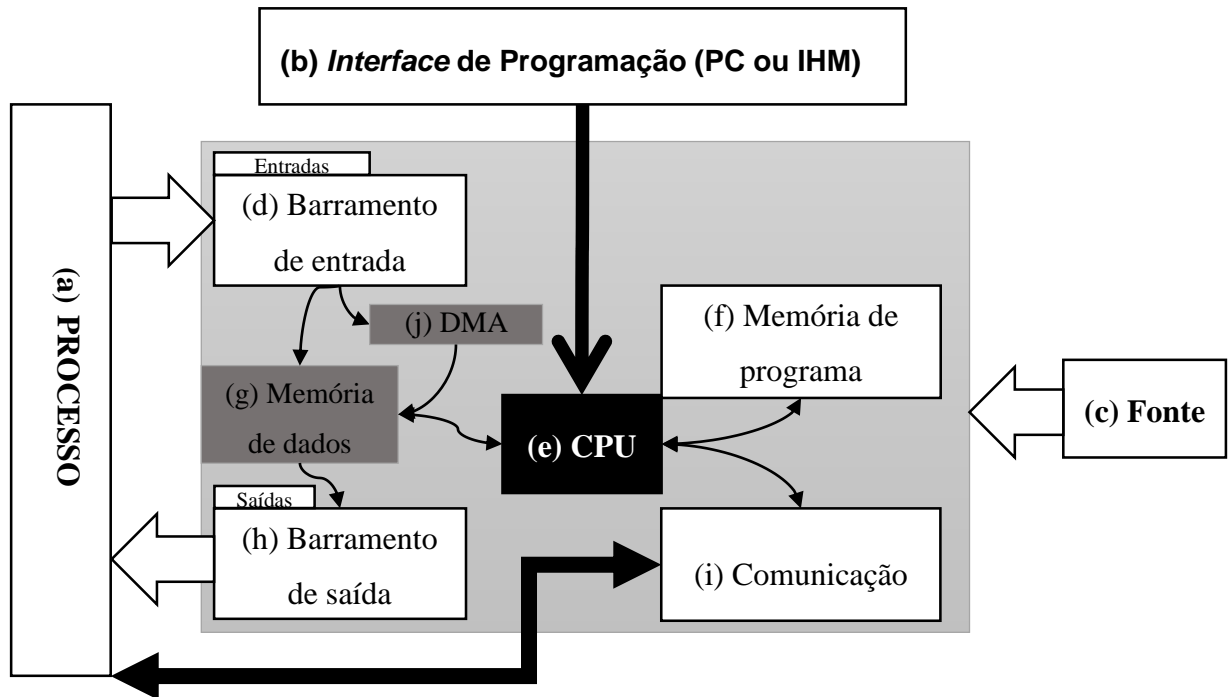 (b) Interface de Programação (PC ou IHM)
(a) PROCESSO
Entradas
(d) Barramento
de entrada
(j) DMA
(f) Memória de
programa
(g) Memória
de dados
(e) CPU
(c) Fonte
Saídas
(h) Barramento
de saída
(i) Comunicação